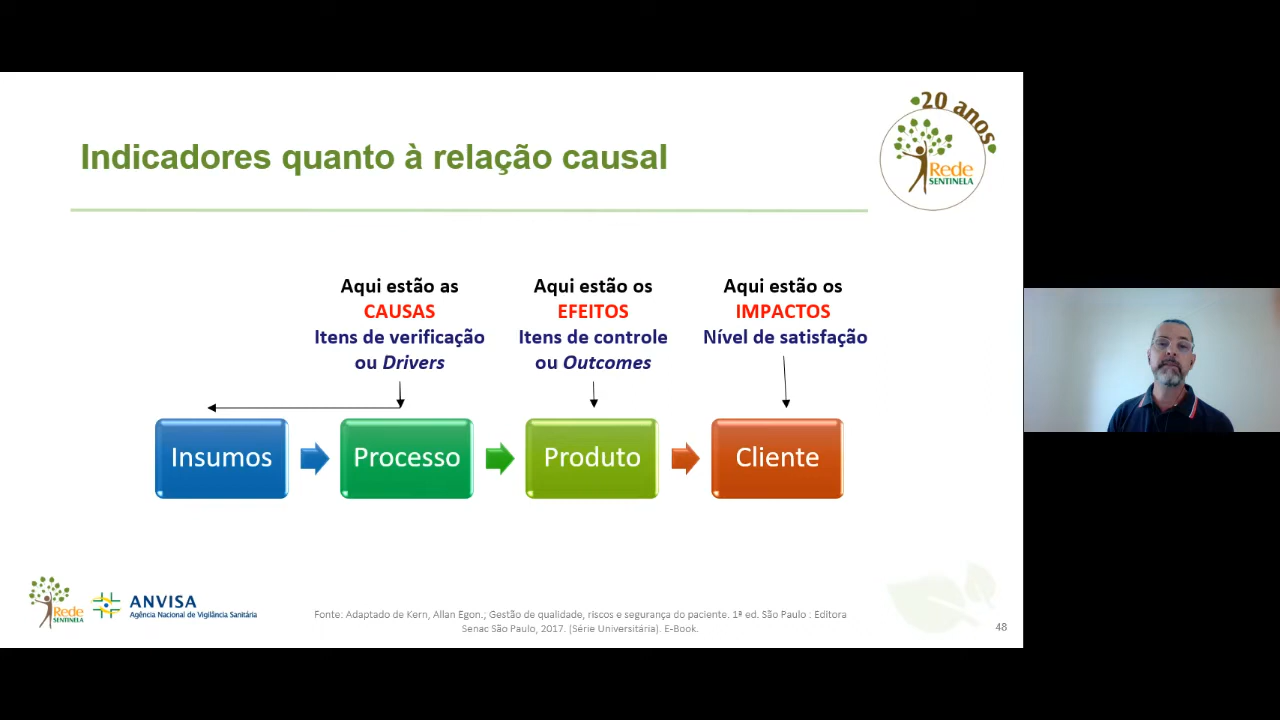 20 anos
Rede
SENTINELA
Indicadores quanto à relação causal
Aqui estão as
CAUSAS
Itens de verificação
ou Drivers
Aqui estão os
EFEITOS
Itens de controle
ou Outcomes
Aqui estão os
IMPACTOS
Nível de satisfação
Insumos
Processo
Produto
Cliente
Rede
SENTINELA
ANVISA
Agência Nacional de Vigilância Sanitária
Fonte: Adaptado de Kern, Allan Egon.; Gestão de qualidade, riscos e segurança do paciente. 1ª ed. São Paulo : Editora
Senac São Paulo, 2017. (Série Universitária). E-Book.
48